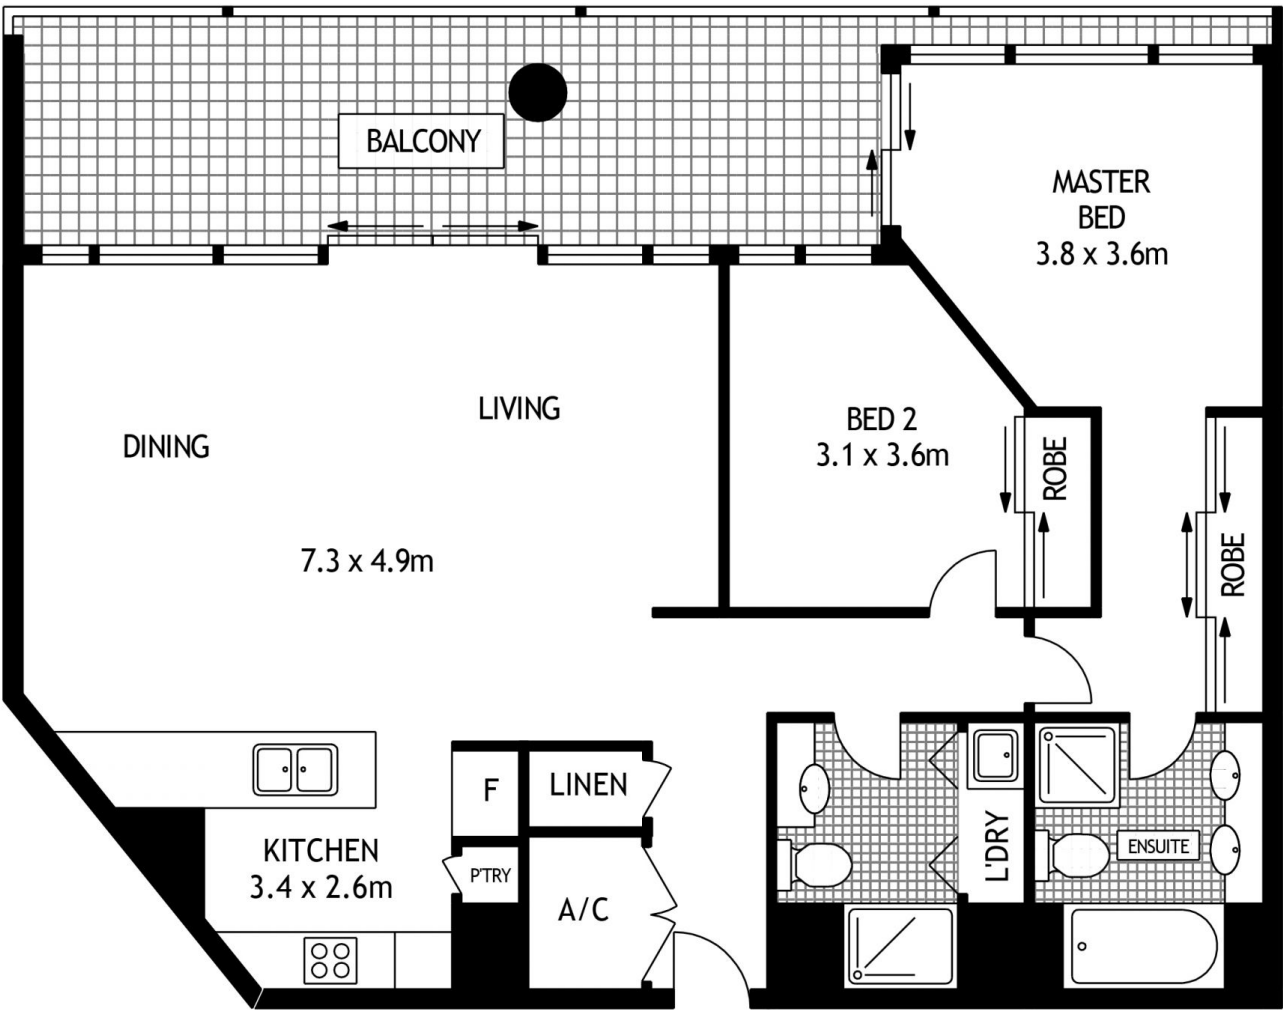 BALCONY
MASTER
BED
3.8 x 3.6m
LIVING
DINING
BED 2
3.1 x 3.6m
ROBE
ROBE
7.3 x 4.9m
F
LINEN
KITCHEN
3.4 x 2.6m
P'TRY
A/C
L'DRY
ENSUITE